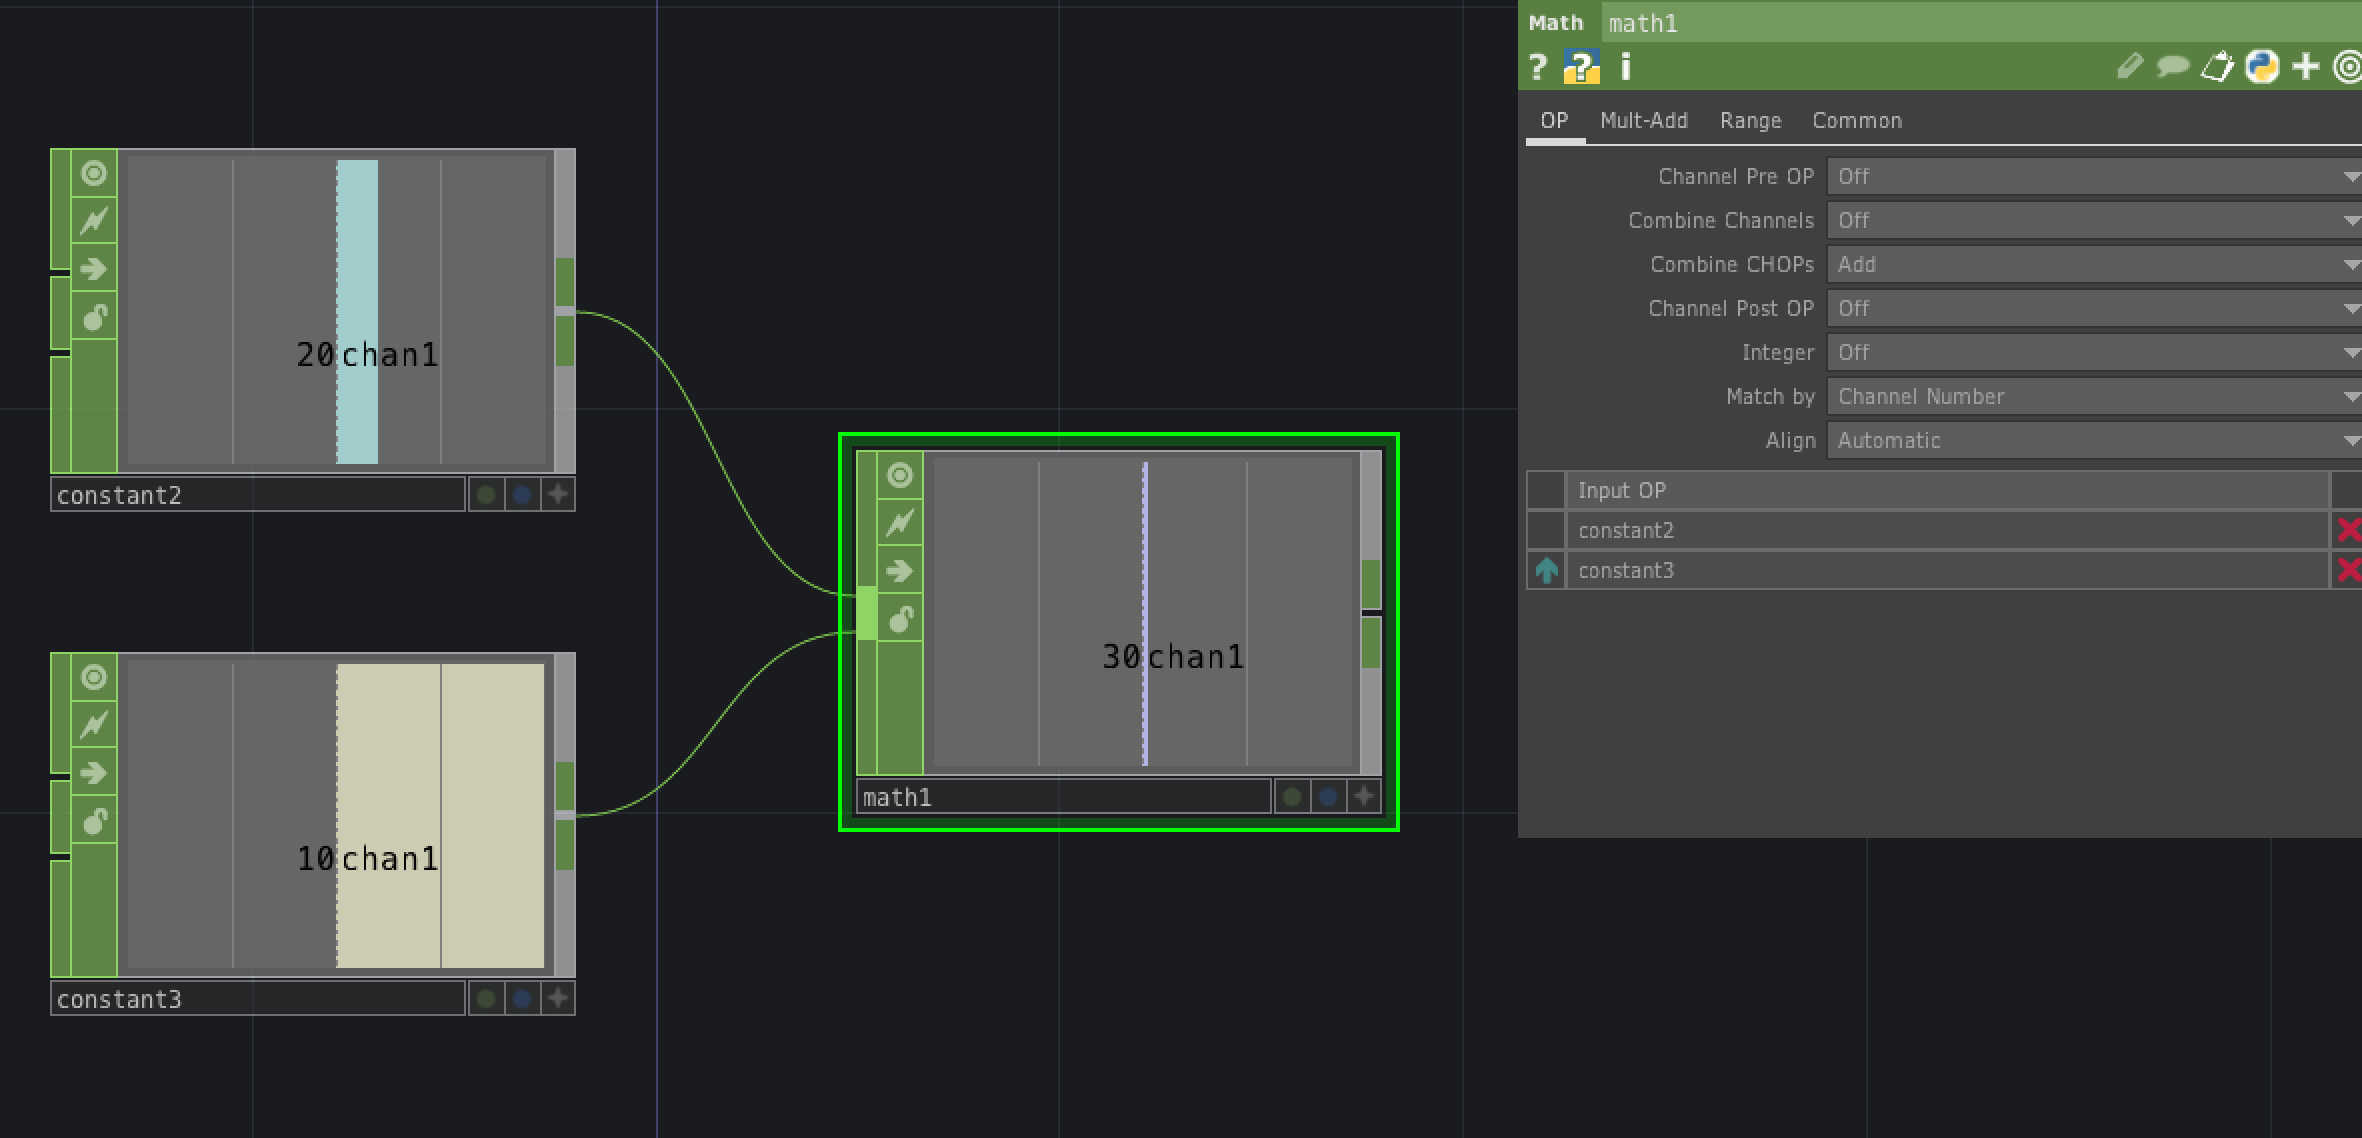 20 chan1
constant2
10 chan1
constant3
30 chan1
math1
Math math1
? ? i
OP Mult-Add Range Common
Channel Pre OP Off
Combine Channels Off
Combine CHOPs Add
Channel Post OP Off
Integer Off
Match by Channel Number
Align Automatic
Input OP
constant2
constant3